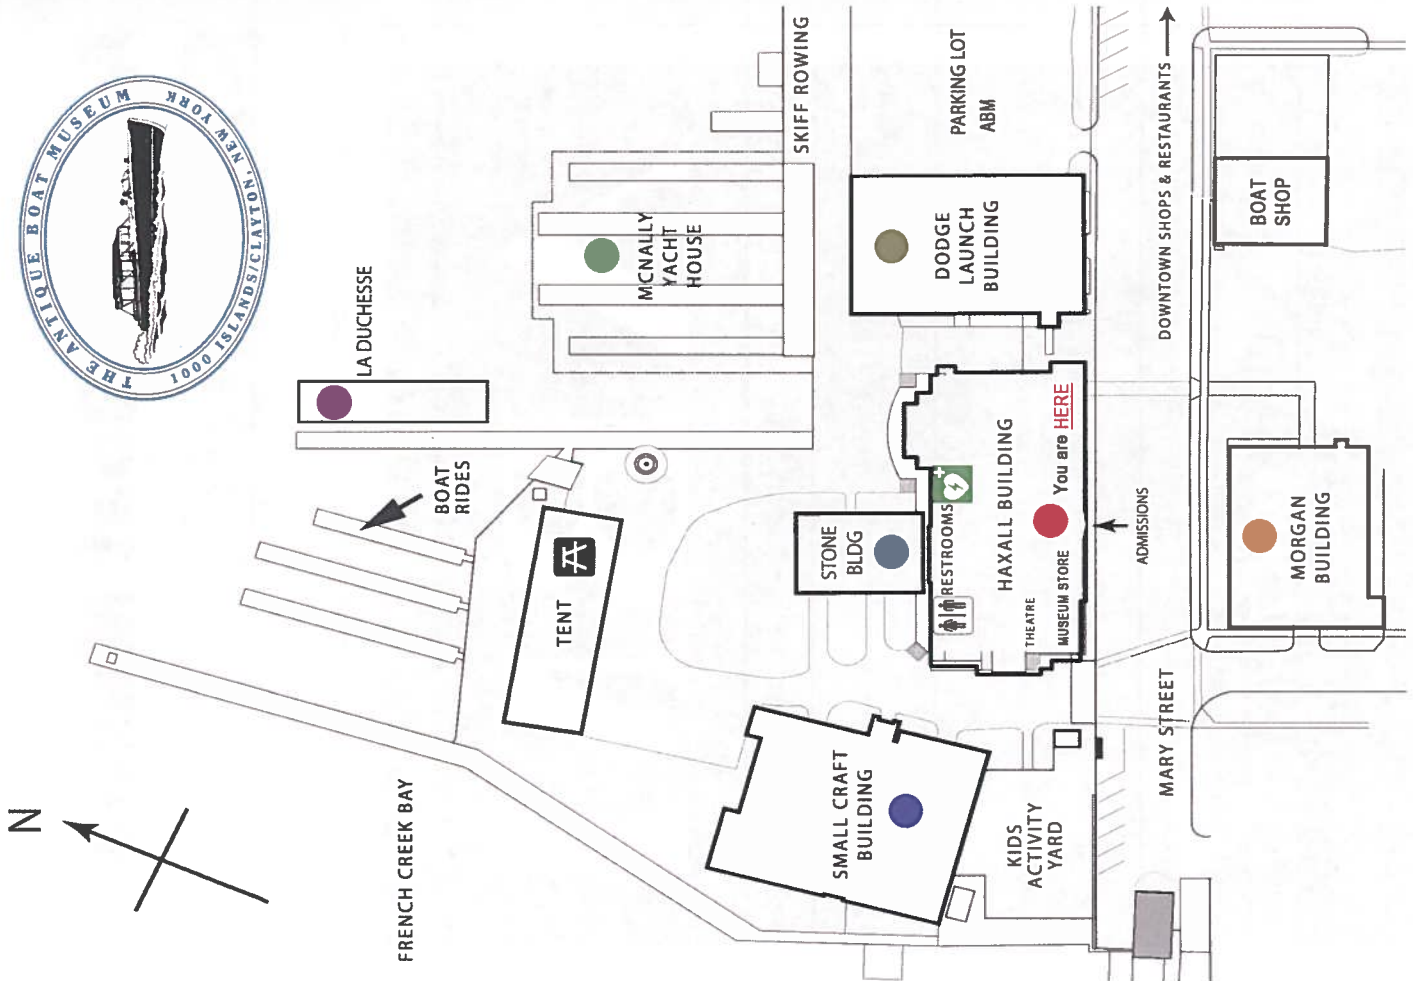 THE ANTIQUE BOAT MUSEUM
1000 ISLANDS/CLAYTON, NEW YORK
N
FRENCH CREEK BAY
LA DUCHESSE
BOAT
RIDES
TENT
MCNALLY
YACHT
HOUSE
SKIFF ROWING
PARKING LOT
ABM
DODGE
LAUNCH
BUILDING
STONE
BLDG
RESTROOMS
HAXALL BUILDING
THEATRE
MUSEUM STORE
You are HERE
ADMISSIONS
SMALL CRAFT
BUILDING
KIDS
ACTIVITY
YARD
MARY STREET
DOWNTOWN SHOPS & RESTAURANTS
BOAT
SHOP
MORGAN
BUILDING